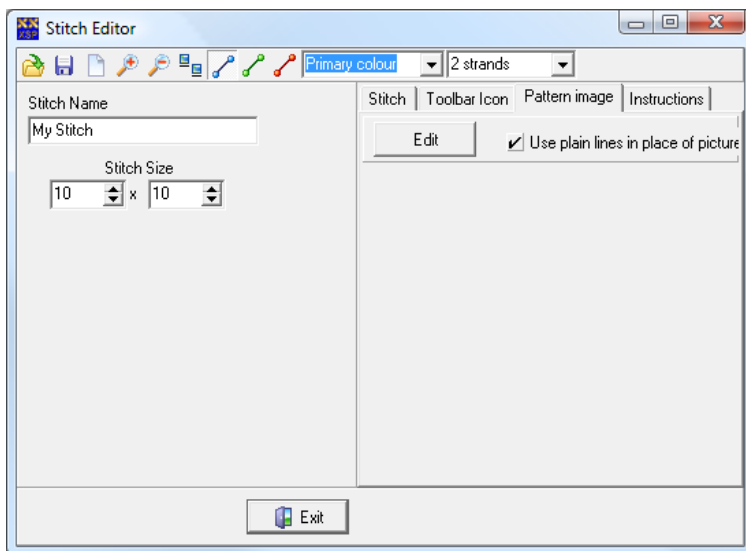 XSP Stitch Editor
Primary colour 2 strands
Stitch Name
My Stitch
Stitch Size
10 x 10
Stitch Toolbar Icon Pattern image Instructions
Edit Use plain lines in place of picture
Exit